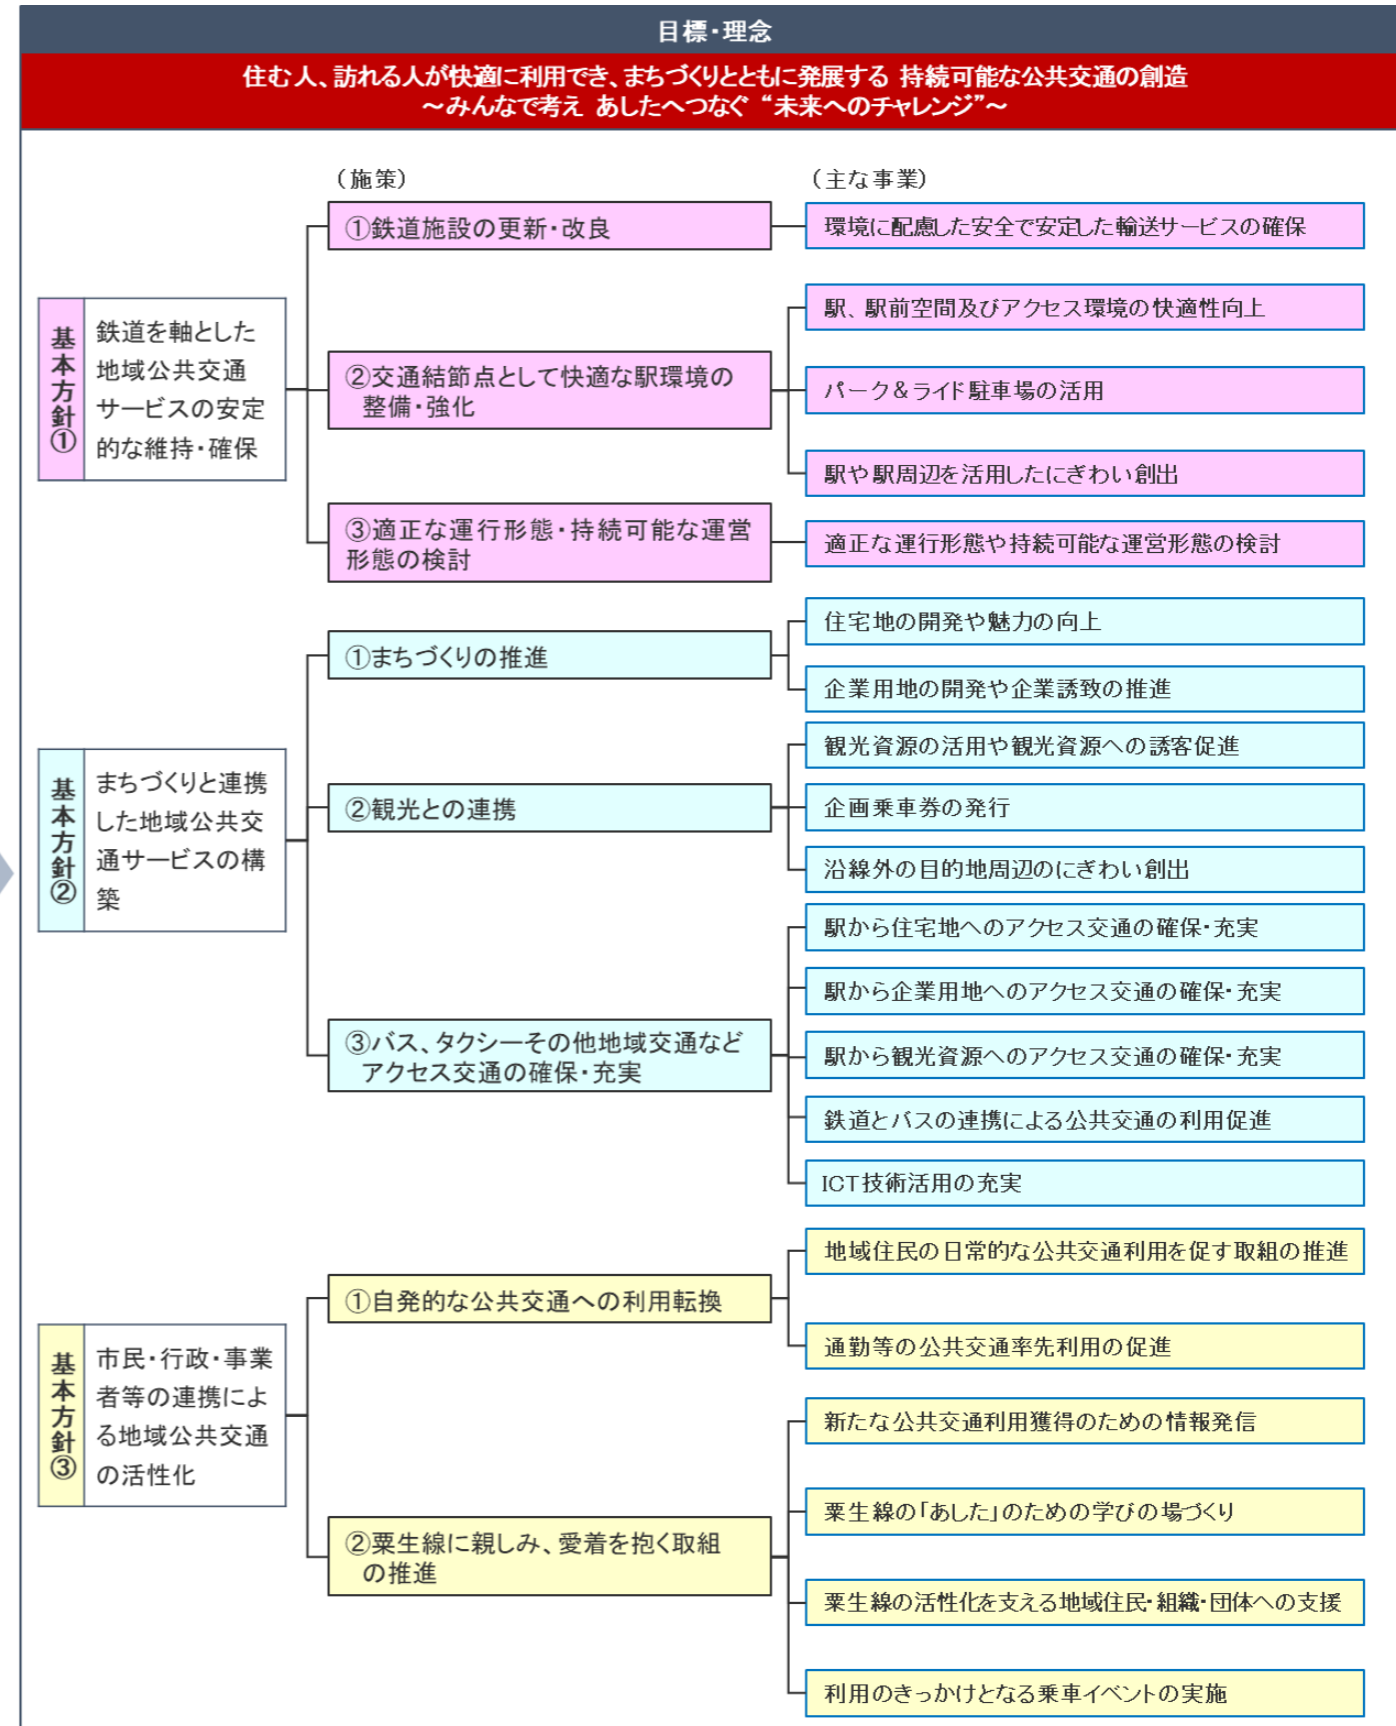 目標・理念
住む人、訪れる人が快適に利用でき、まちづくりとともに発展する 持続可能な公共交通の創造
～みんなで考え あしたへつなぐ “未来へのチャレンジ”～
（施策）
（主な事業）
基本方針①
鉄道を軸とした
地域公共交通
サービスの安定
的な維持・確保
①鉄道施設の更新・改良
環境に配慮した安全で安定した輸送サービスの確保
②交通結節点として快適な駅環境の
整備・強化
駅、駅前空間及びアクセス環境の快適性向上
パーク＆ライド駐車場の活用
駅や駅周辺を活用したにぎわい創出
③適正な運行形態・持続可能な運営
形態の検討
適正な運行形態や持続可能な運営形態の検討
基本方針②
まちづくりと連携
した地域公共交
通サービスの構
築
①まちづくりの推進
住宅地の開発や魅力の向上
企業用地の開発や企業誘致の推進
②観光との連携
観光資源の活用や観光資源への誘客促進
企画乗車券の発行
沿線外の目的地周辺のにぎわい創出
③バス、タクシーその他地域交通など
アクセス交通の確保・充実
駅から住宅地へのアクセス交通の確保・充実
駅から企業用地へのアクセス交通の確保・充実
駅から観光資源へのアクセス交通の確保・充実
鉄道とバスの連携による公共交通の利用促進
ICT技術活用の充実
基本方針③
市民・行政・事業
者等の連携によ
る地域公共交通
の活性化
①自発的な公共交通への利用転換
地域住民の日常的な公共交通利用を促す取組の推進
通勤等の公共交通率先利用の促進
②粟生線に親しみ、愛着を抱く取組
の推進
新たな公共交通利用獲得のための情報発信
粟生線の「あした」のための学びの場づくり
粟生線の活性化を支える地域住民・組織・団体への支援
利用のきっかけとなる乗車イベントの実施